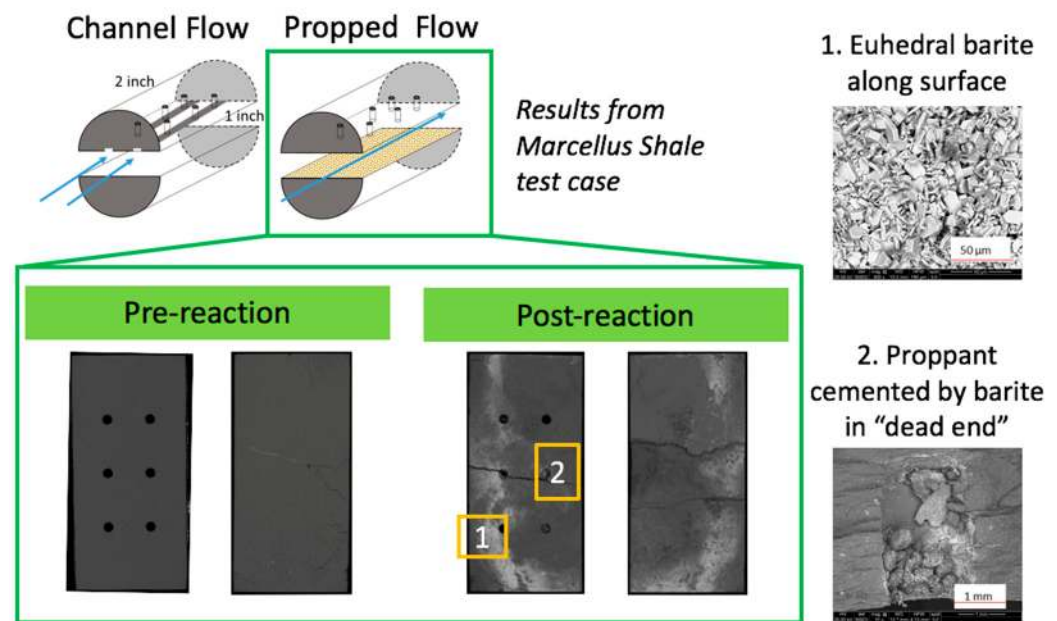 Channel Flow
Propped Flow
2 inch
1 inch
Results from
Marcellus Shale
test case
1. Euhedral barite
along surface
50 µm
Pre-reaction
Post-reaction
1
2
2. Proppant
cemented by barite
in “dead end”
1 mm